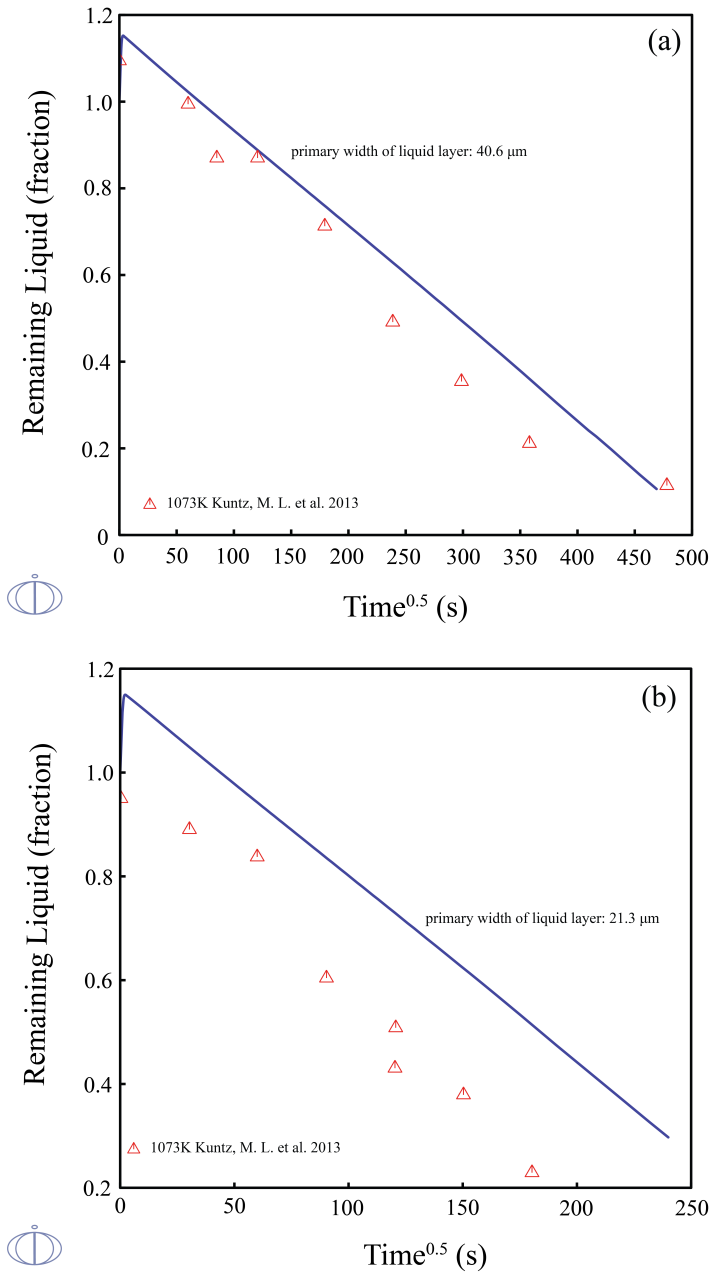 1.2
(a)
1.0
primary width of liquid layer: 40.6 μm
0.8
0.6
0.4
0.2
1073K Kuntz, M. L. et al. 2013
0
Remaining Liquid (fraction)
0 50 100 150 200 250 300 350 400 450 500
Time0.5 (s)
1.2
(b)
1.0
0.8
primary width of liquid layer: 21.3 μm
0.6
0.4
1073K Kuntz, M. L. et al. 2013
0.2
Remaining Liquid (fraction)
0 50 100 150 200 250
Time0.5 (s)